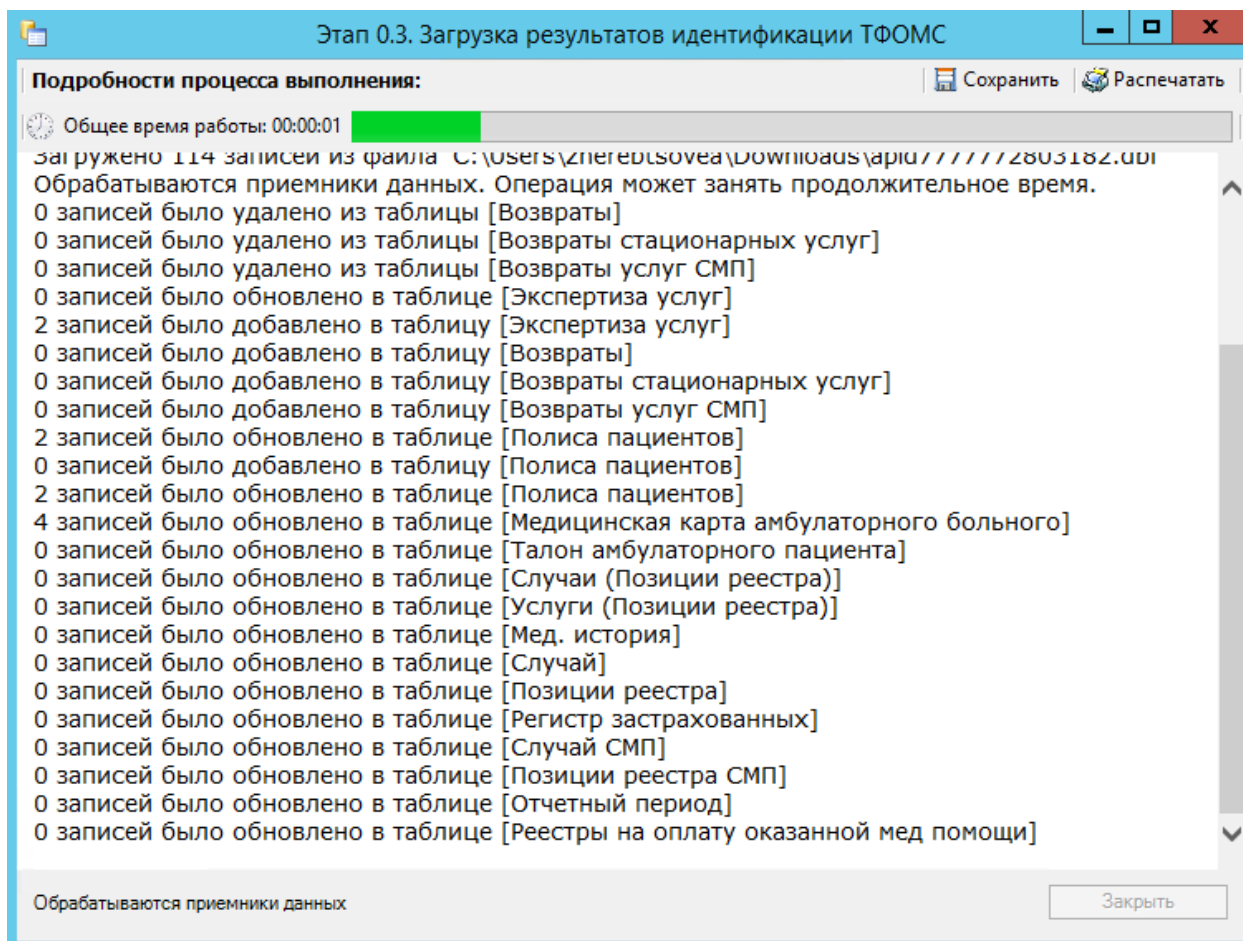 Этап 0.3. Загрузка результатов идентификации ТФОМС
Подробности процесса выполнения:
Сохранить
Распечатать
Общее время работы: 00:00:01
Загружено 114 записей из файла C:\Users\zherebtsovea\Downloads\apid7777772803182.dbf
Обрабатываются приемники данных. Операция может занять продолжительное время.
0 записей было удалено из таблицы [Возвраты]
0 записей было удалено из таблицы [Возвраты стационарных услуг]
0 записей было удалено из таблицы [Возвраты услуг СМП]
0 записей было обновлено в таблице [Экспертиза услуг]
2 записей было добавлено в таблицу [Экспертиза услуг]
0 записей было добавлено в таблицу [Возвраты]
0 записей было добавлено в таблицу [Возвраты стационарных услуг]
0 записей было добавлено в таблицу [Возвраты услуг СМП]
2 записей было обновлено в таблице [Полиса пациентов]
0 записей было добавлено в таблицу [Полиса пациентов]
2 записей было обновлено в таблице [Полиса пациентов]
4 записей было обновлено в таблице [Медицинская карта амбулаторного больного]
0 записей было обновлено в таблице [Талон амбулаторного пациента]
0 записей было обновлено в таблице [Случаи (Позиции реестра)]
0 записей было обновлено в таблице [Услуги (Позиции реестра)]
0 записей было обновлено в таблице [Мед. история]
0 записей было обновлено в таблице [Случай]
0 записей было обновлено в таблице [Позиции реестра]
0 записей было обновлено в таблице [Регистр застрахованных]
0 записей было обновлено в таблице [Случай СМП]
0 записей было обновлено в таблице [Позиции реестра СМП]
0 записей было обновлено в таблице [Отчетный период]
0 записей было обновлено в таблице [Реестры на оплату оказанной мед помощи]
Обрабатываются приемники данных
Закрыть